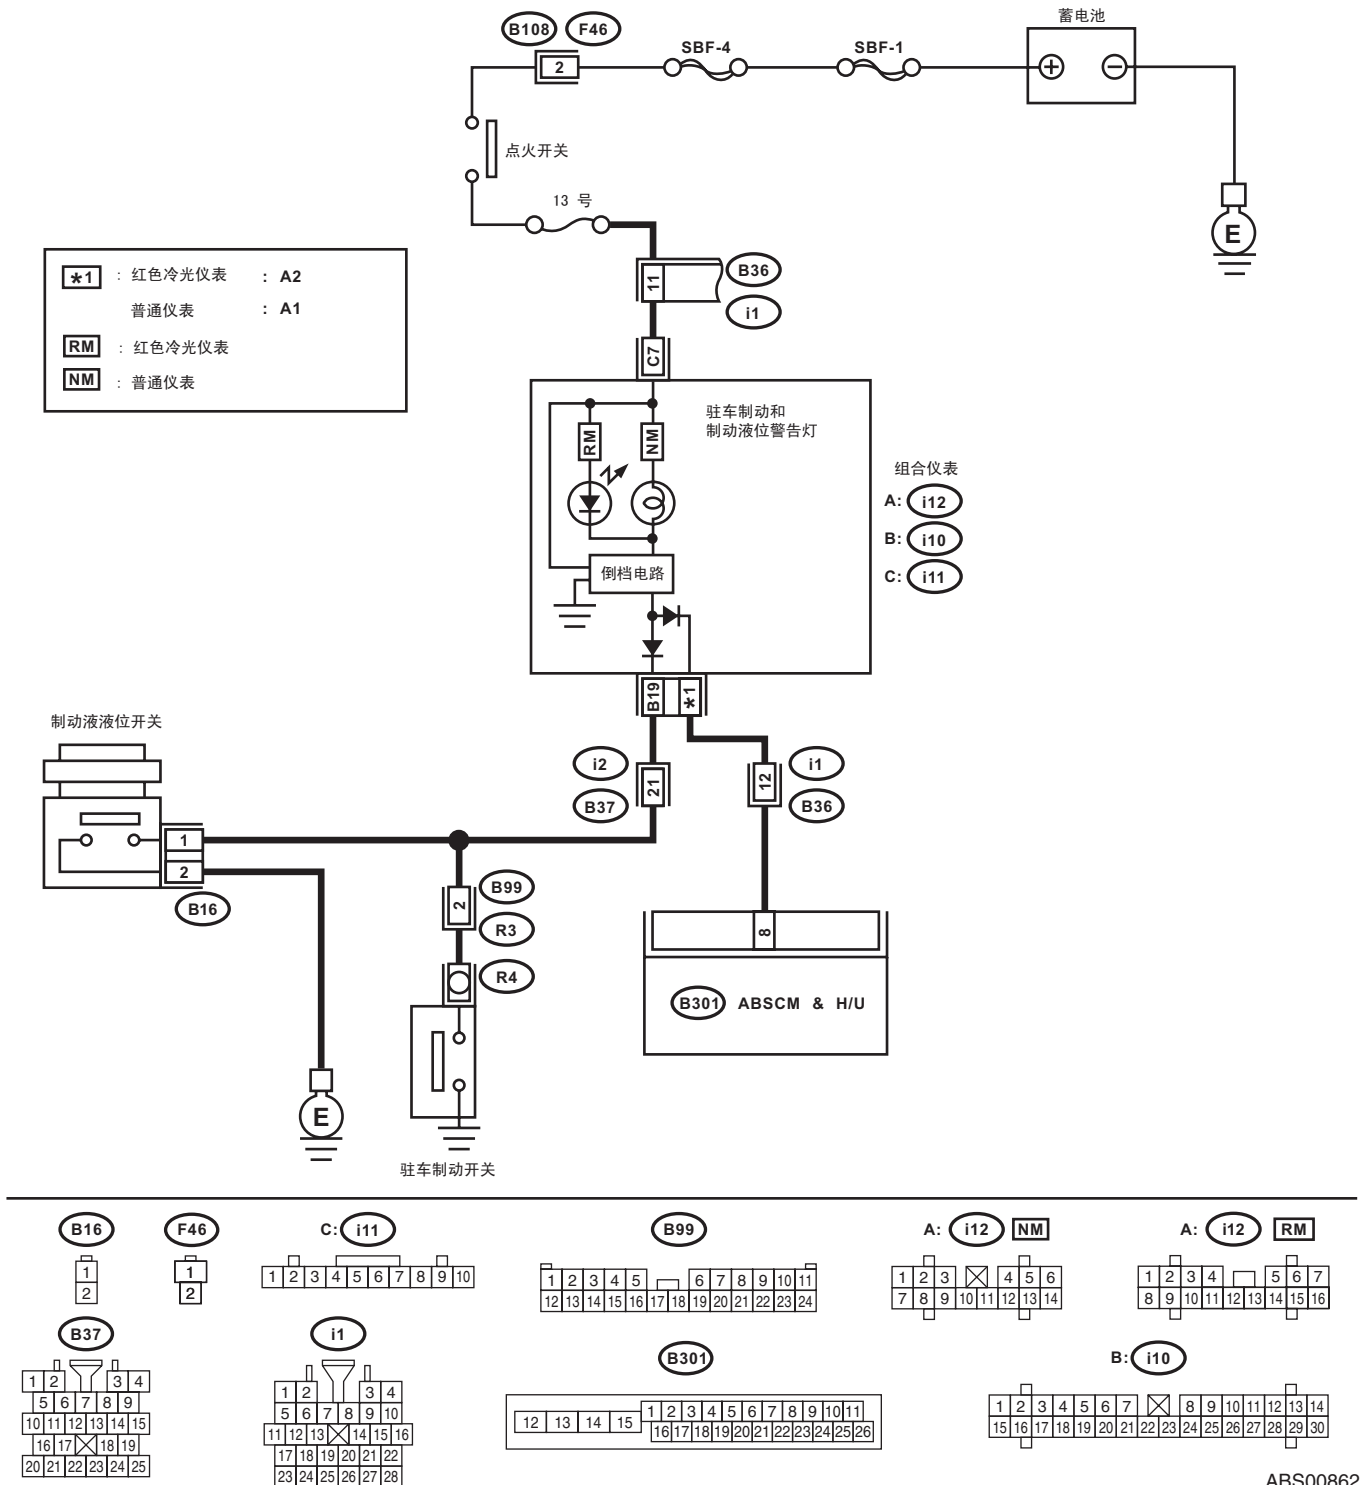 B108 F46
2
SBF-4
SBF-1
蓄电池
+ −
E
点火开关
13 号
11
B36
i1
C7
*1 : 红色冷光仪表 : A2
普通仪表 : A1
RM : 红色冷光仪表
NM : 普通仪表
驻车制动和
制动液位警告灯
RM NM
倒档电路
组合仪表
A: i12
B: i10
C: i11
B19 *1
制动液液位开关
1
2
B16
i2
21
B37
i1
12
B36
B99
2
R3
R4
8
B301 ABSCM & H/U
E
驻车制动开关
B16
1
2
F46
1
2
C: i11
1 2 3 4 5 6 7 8 9 10
B99
1 2 3 4 5 6 7 8 9 10 11
12 13 14 15 16 17 18 19 20 21 22 23 24
A: i12 NM
1 2 3 4 5 6
7 8 9 10 11 12 13 14
A: i12 RM
1 2 3 4 5 6 7
8 9 10 11 12 13 14 15 16
B37
1 2 3 4
5 6 7 8 9
10 11 12 13 14 15
16 17 18 19
20 21 22 23 24 25
i1
1 2 3 4
5 6 7 8 9 10
11 12 13 14 15 16
17 18 19 20 21 22
23 24 25 26 27 28
B301
12 13 14 15 1 2 3 4 5 6 7 8 9 10 11
16 17 18 19 20 21 22 23 24 25 26
B: i10
1 2 3 4 5 6 7 8 9 10 11 12 13 14
15 16 17 18 19 20 21 22 23 24 25 26 27 28 29 30
ABS00862